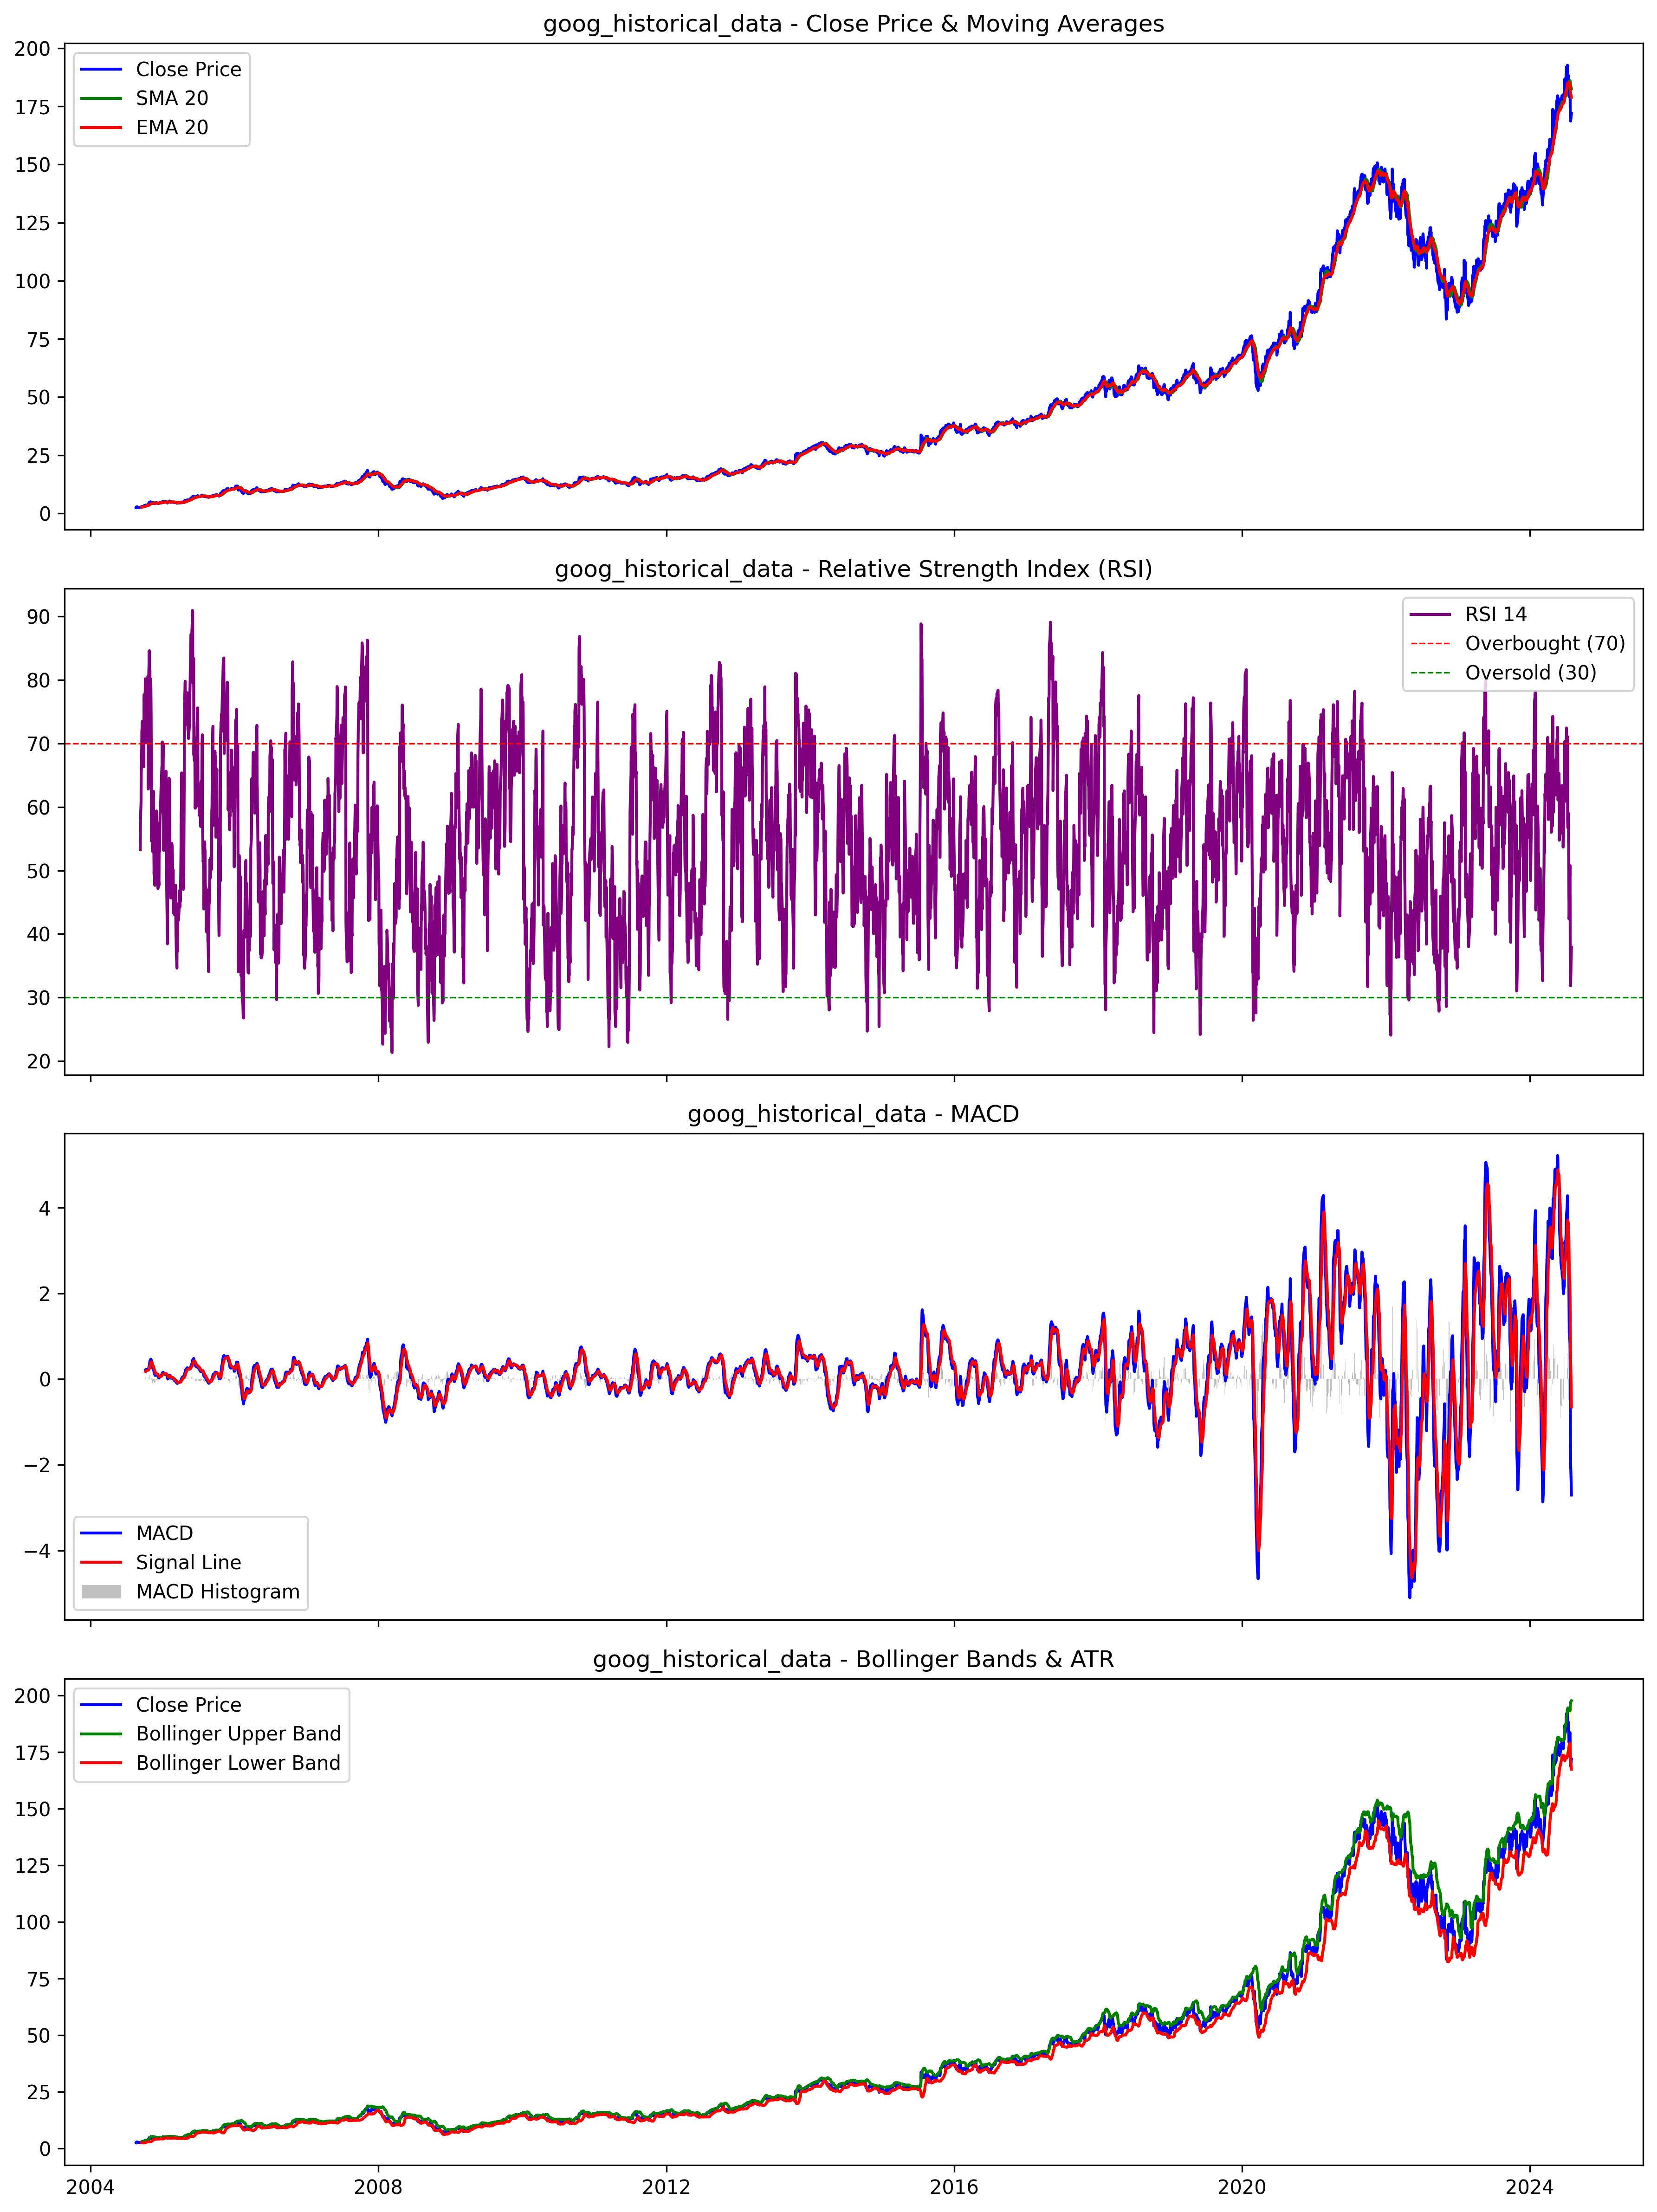 goog_historical_data - Close Price & Moving Averages
200
175
150
125
100
75
50
25
0
Close Price
SMA 20
EMA 20
goog_historical_data - Relative Strength Index (RSI)
90
80
70
60
50
40
30
20
RSI 14
Overbought (70)
Oversold (30)
goog_historical_data - MACD
4
2
0
−2
−4
MACD
Signal Line
MACD Histogram
goog_historical_data - Bollinger Bands & ATR
200
175
150
125
100
75
50
25
0
Close Price
Bollinger Upper Band
Bollinger Lower Band
2004 2008 2012 2016 2020 2024